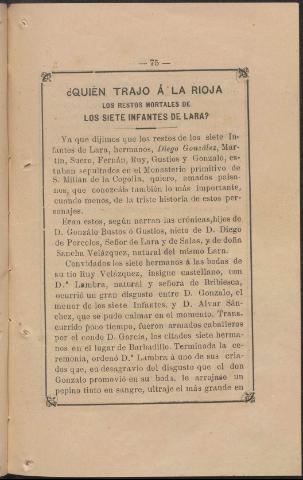 — 75 —
¿QUIÉN TRAJO Á LA RIOJA
LOS RESTOS MORTALES DE
LOS SIETE INFANTES DE LARA?
Ya que dijimos que los restos de los siete In-
fantes de Lara, hermanos, Diego González, Mar-
tín, Suero, Fernán, Ruy, Gustios y Gonzalo, es-
taban sepultados en el Monasterio primitivo de
S. Millan de la Cogolla, quiero, amados paisa-
nos, que conozcáis también lo más importante,
cuando menos, de la triste historia de estos per-
sonajes.
Eran estos, según narran las crónicas, hijos de
D. Gonzálo Bustos ó Gustios, nieto de D. Diego
de Porcelos, Señor de Lara y de Salas, y de doña
Sancha Velázquez, natural del mismo Lara.
Convidados los siete hermanos á las bodas de
su tío Ruy Velázquez, insigne castellano, con
D.ª Lambra, natural y señora de Bribiesca,
ocurrió un gran disgusto entre D. Gonzalo, el
menor de los siete Infantes, y D. Alvar Sán-
chez, que se pudo calmar en el momento. Trans-
currido poco tiempo, fueron armados caballeros
por el conde D. García, los citados siete herma-
nos en el lugar de Barbadillo. Terminada la ce-
remonia, ordenó D.ª Lambra á uno de sus cria-
dos que, en desagravio del disgusto que el don
Gonzalo promovió en su boda, le arrojase un
pepino tinto en sangre, ultraje el más grande en